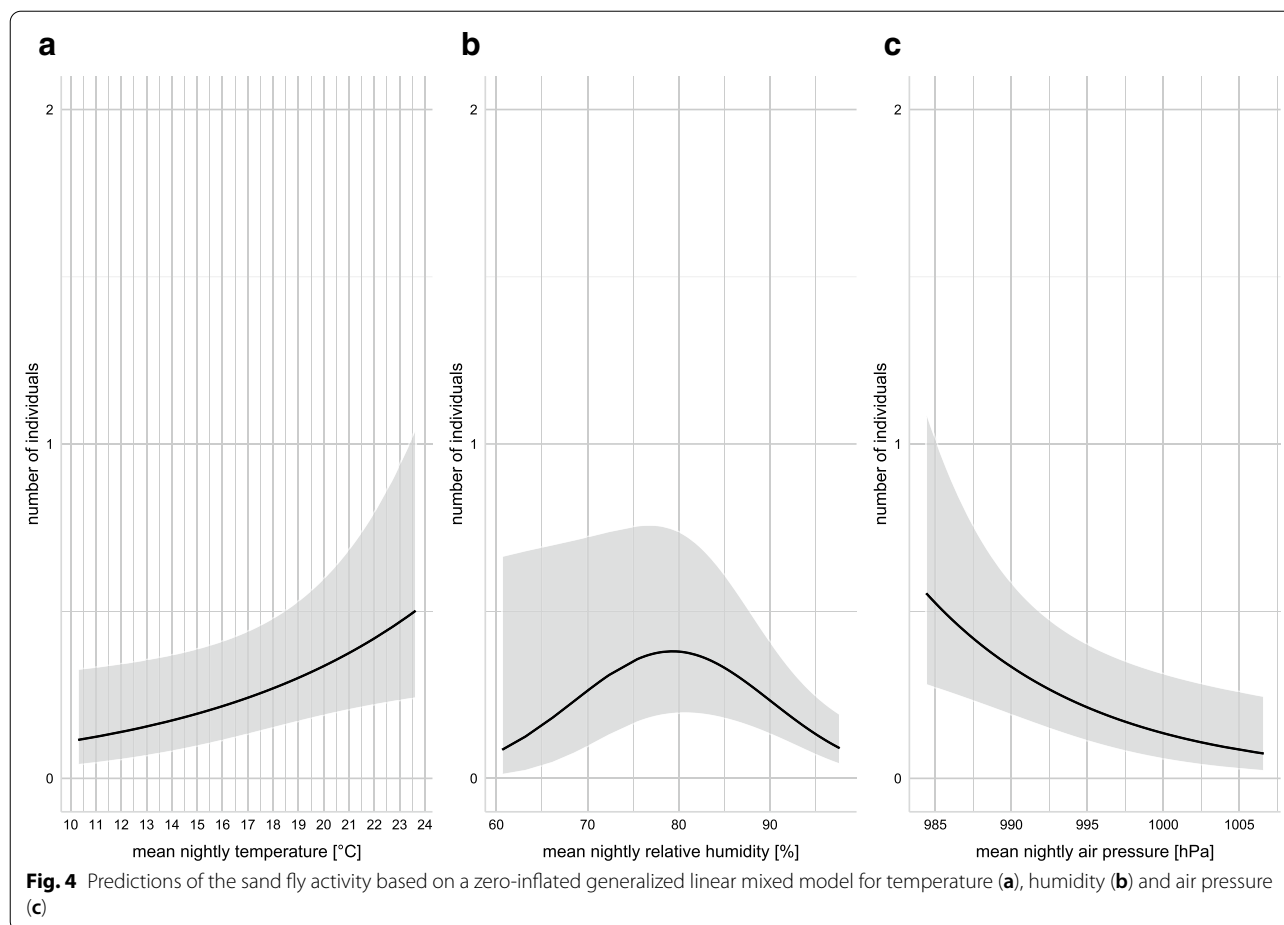 a b c
2 2 2
number of individuals number of individuals number of individuals
1 1 1
0 0 0
10 11 12 13 14 15 16 17 18 19 20 21 22 23 24 60 70 80 90 985 990 995 1000 1005
mean nightly temperature [°C] mean nightly relative humidity [%] mean nightly air pressure [hPa]
Fig. 4 Predictions of the sand fly activity based on a zero-inflated generalized linear mixed model for temperature (a), humidity (b) and air pressure
(c)